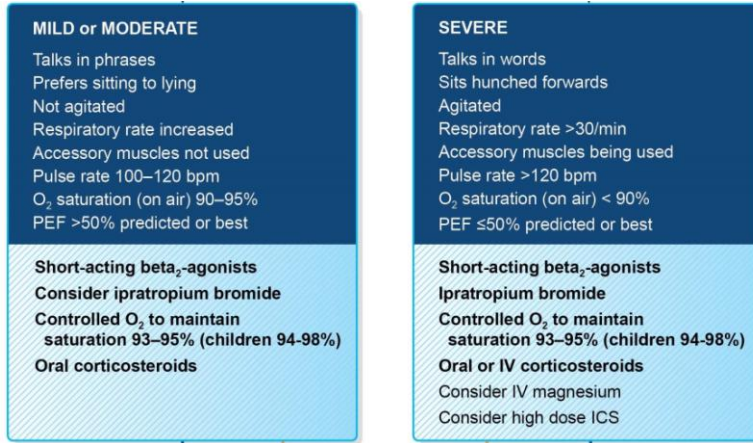 MILD or MODERATE
Talks in phrases
Prefers sitting to lying
Not agitated
Respiratory rate increased
Accessory muscles not used
Pulse rate 100–120 bpm
O₂ saturation (on air) 90–95%
PEF >50% predicted or best
Short-acting beta₂-agonists
Consider ipratropium bromide
Controlled O₂ to maintain
saturation 93–95% (children 94-98%)
Oral corticosteroids
SEVERE
Talks in words
Sits hunched forwards
Agitated
Respiratory rate >30/min
Accessory muscles being used
Pulse rate >120 bpm
O₂ saturation (on air) < 90%
PEF ≤50% predicted or best
Short-acting beta₂-agonists
Ipratropium bromide
Controlled O₂ to maintain
saturation 93–95% (children 94-98%)
Oral or IV corticosteroids
Consider IV magnesium
Consider high dose ICS